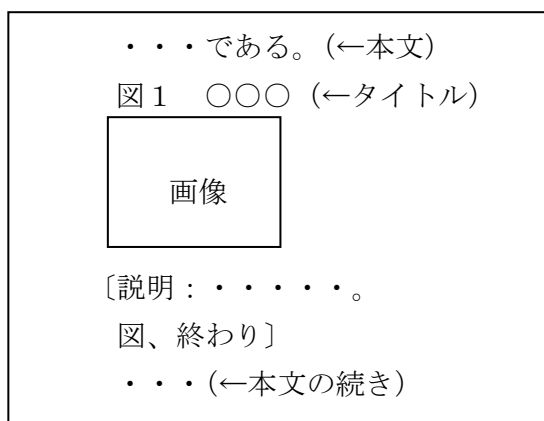 ・・・である。(←本文)
図１　○○○（←タイトル）
画像
〔説明：・・・・・。
図、終わり〕
・・・(←本文の続き）